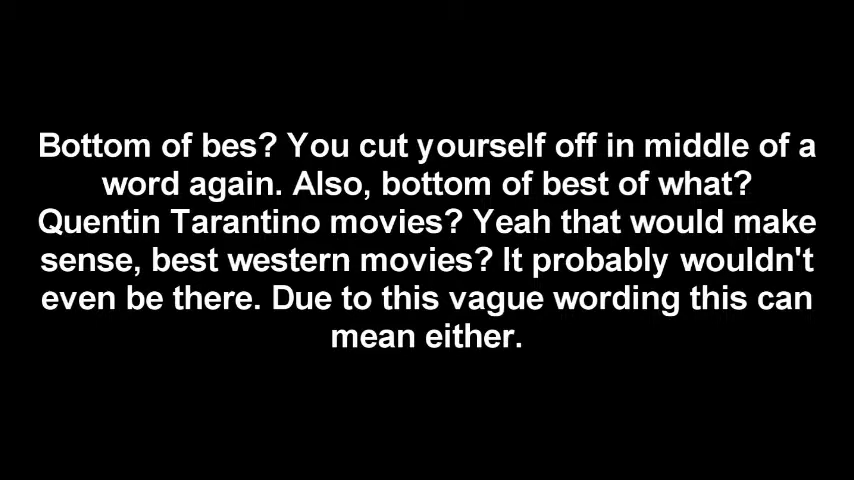 Bottom of bes? You cut yourself off in middle of a
word again. Also, bottom of best of what?
Quentin Tarantino movies? Yeah that would make
sense, best western movies? It probably wouldn't
even be there. Due to this vague wording this can
mean either.